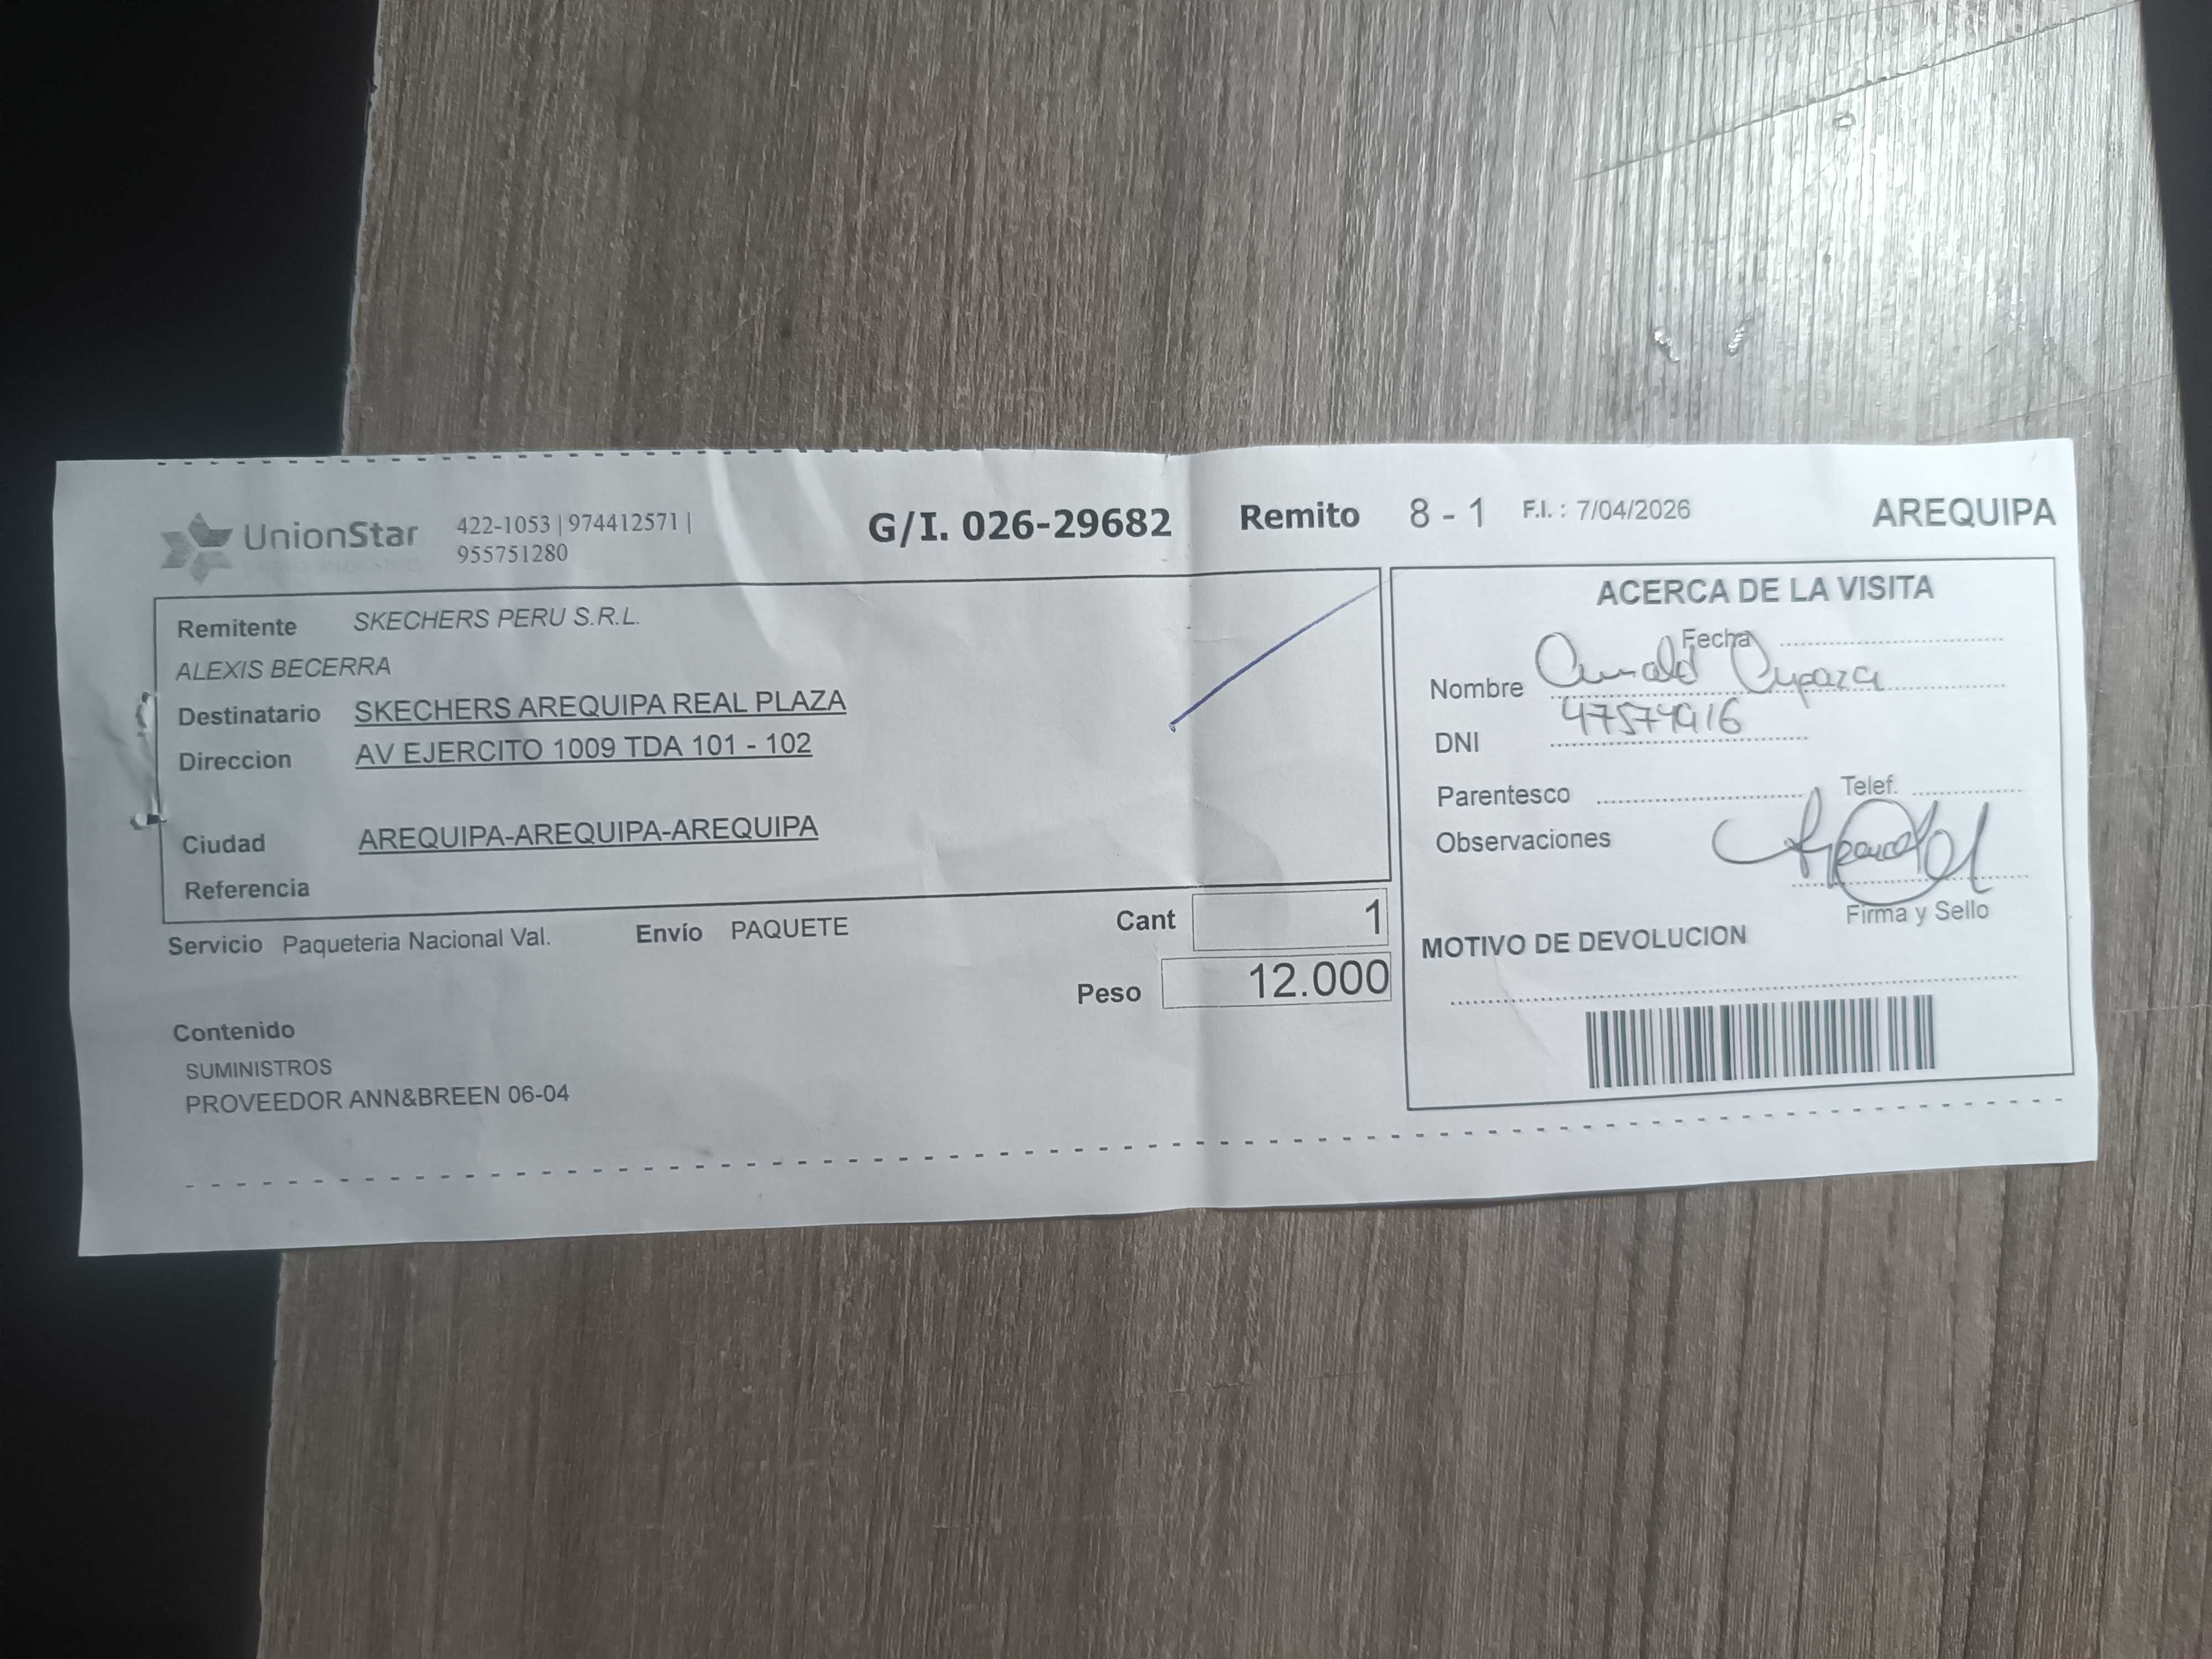 UnionStar 422-1053 | 974412571 |
955751280
G/I. 026-29682 Remito 8 - 1 F.I. : 7/04/2026 AREQUIPA
Remitente SKECHERS PERU S.R.L.
ALEXIS BECERRA
Destinatario SKECHERS AREQUIPA REAL PLAZA
Direccion AV EJERCITO 1009 TDA 101 - 102
Ciudad AREQUIPA-AREQUIPA-AREQUIPA
Referencia
Servicio Paqueteria Nacional Val. Envío PAQUETE
Cant 1
Peso 12.000
Contenido
SUMINISTROS
PROVEEDOR ANN&BREEN 06-04
ACERCA DE LA VISITA
Fecha
Nombre
DNI
Parentesco Telef.
Observaciones
Firma y Sello
MOTIVO DE DEVOLUCION